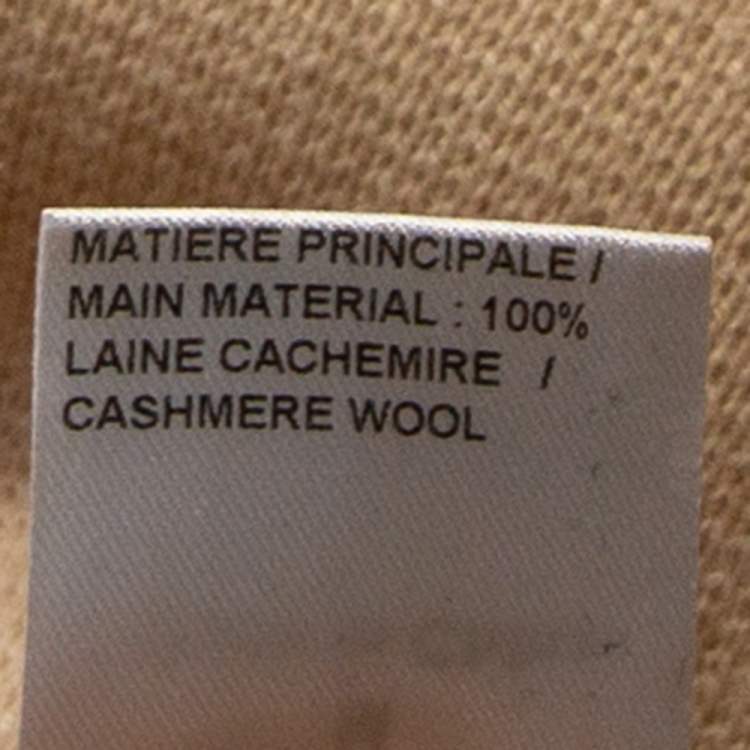 MATIERE PRINCIPALE /
MAIN MATERIAL : 100%
LAINE CACHEMIRE /
CASHMERE WOOL